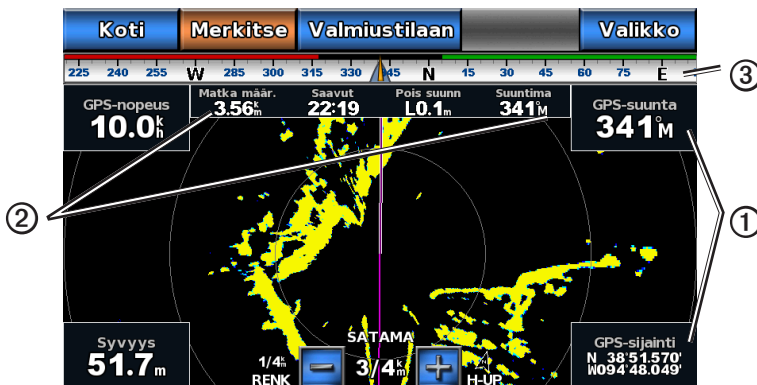 Koti Merkitse Valmiustilaan Valikko
225 240 255 W 285 300 315 330 45 N 15 30 45 60 75 E
③
GPS-nopeus
10.0 k/h
Matka määr. Saavut Pois suunn Suuntima
3.56 km 22:19 L0.1 m 341°M
GPS-suunta
341°M
②
①
Syvyys
51.7 m
SATAMA
1/4 km − 3/4 km +
RENK H-UP
N
GPS-sijainti
N 38°51.570'
W094°48.049'